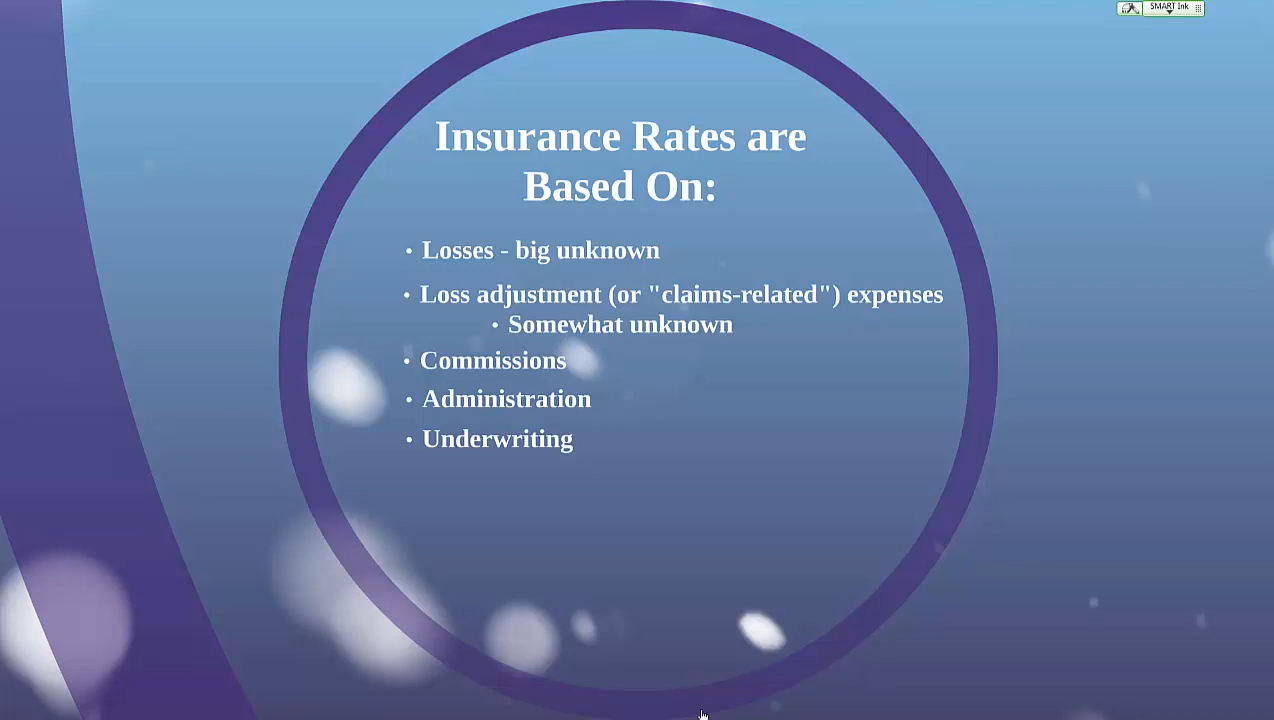 SMART Ink
Insurance Rates are
Based On:
• Losses - big unknown
• Loss adjustment (or "claims-related") expenses
• Somewhat unknown
• Commissions
• Administration
• Underwriting